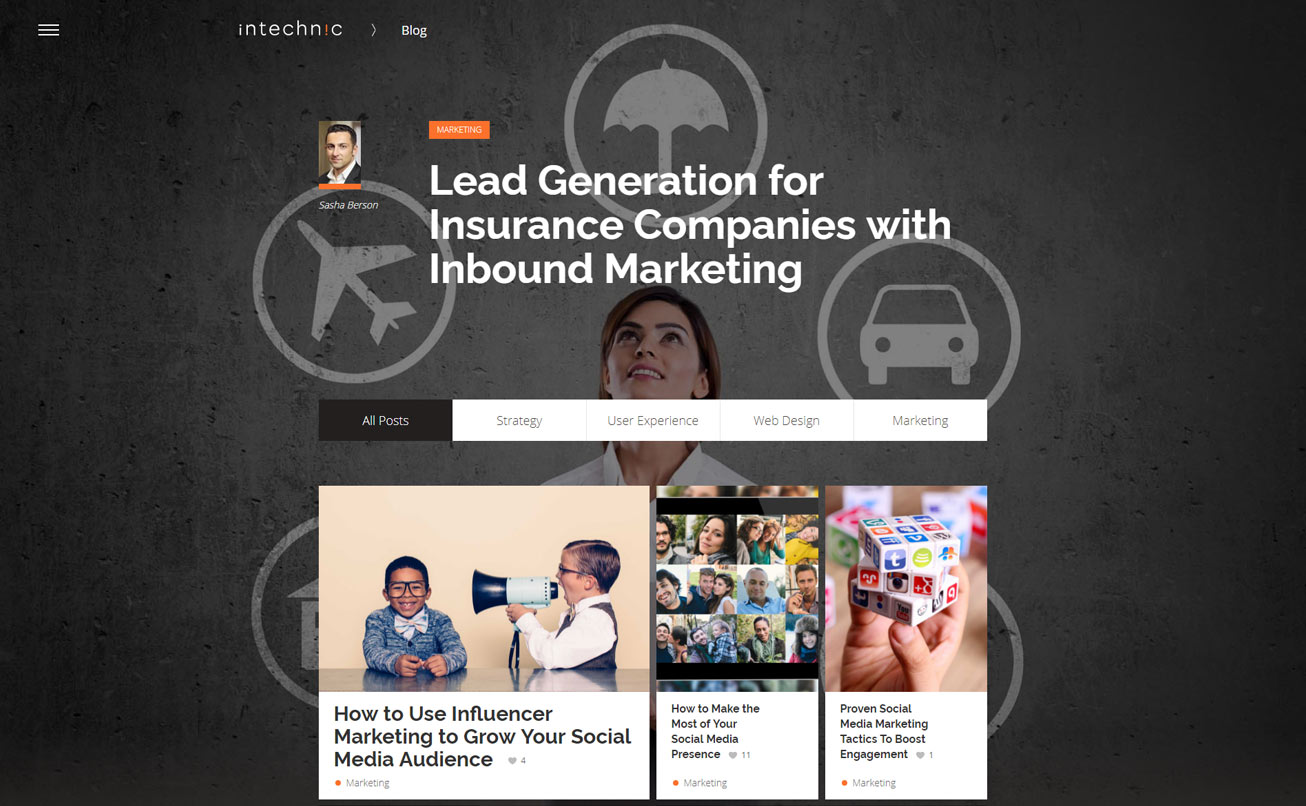 intechnic
Blog
MARKETING
Sasha Berson
Lead Generation for
Insurance Companies with
Inbound Marketing
All Posts
Strategy
User Experience
Web Design
Marketing
How to Use Influencer
Marketing to Grow Your Social
Media Audience 4
Marketing
How to Make the
Most of Your
Social Media
Presence 11
Marketing
Proven Social
Media Marketing
Tactics To Boost
Engagement 1
Marketing